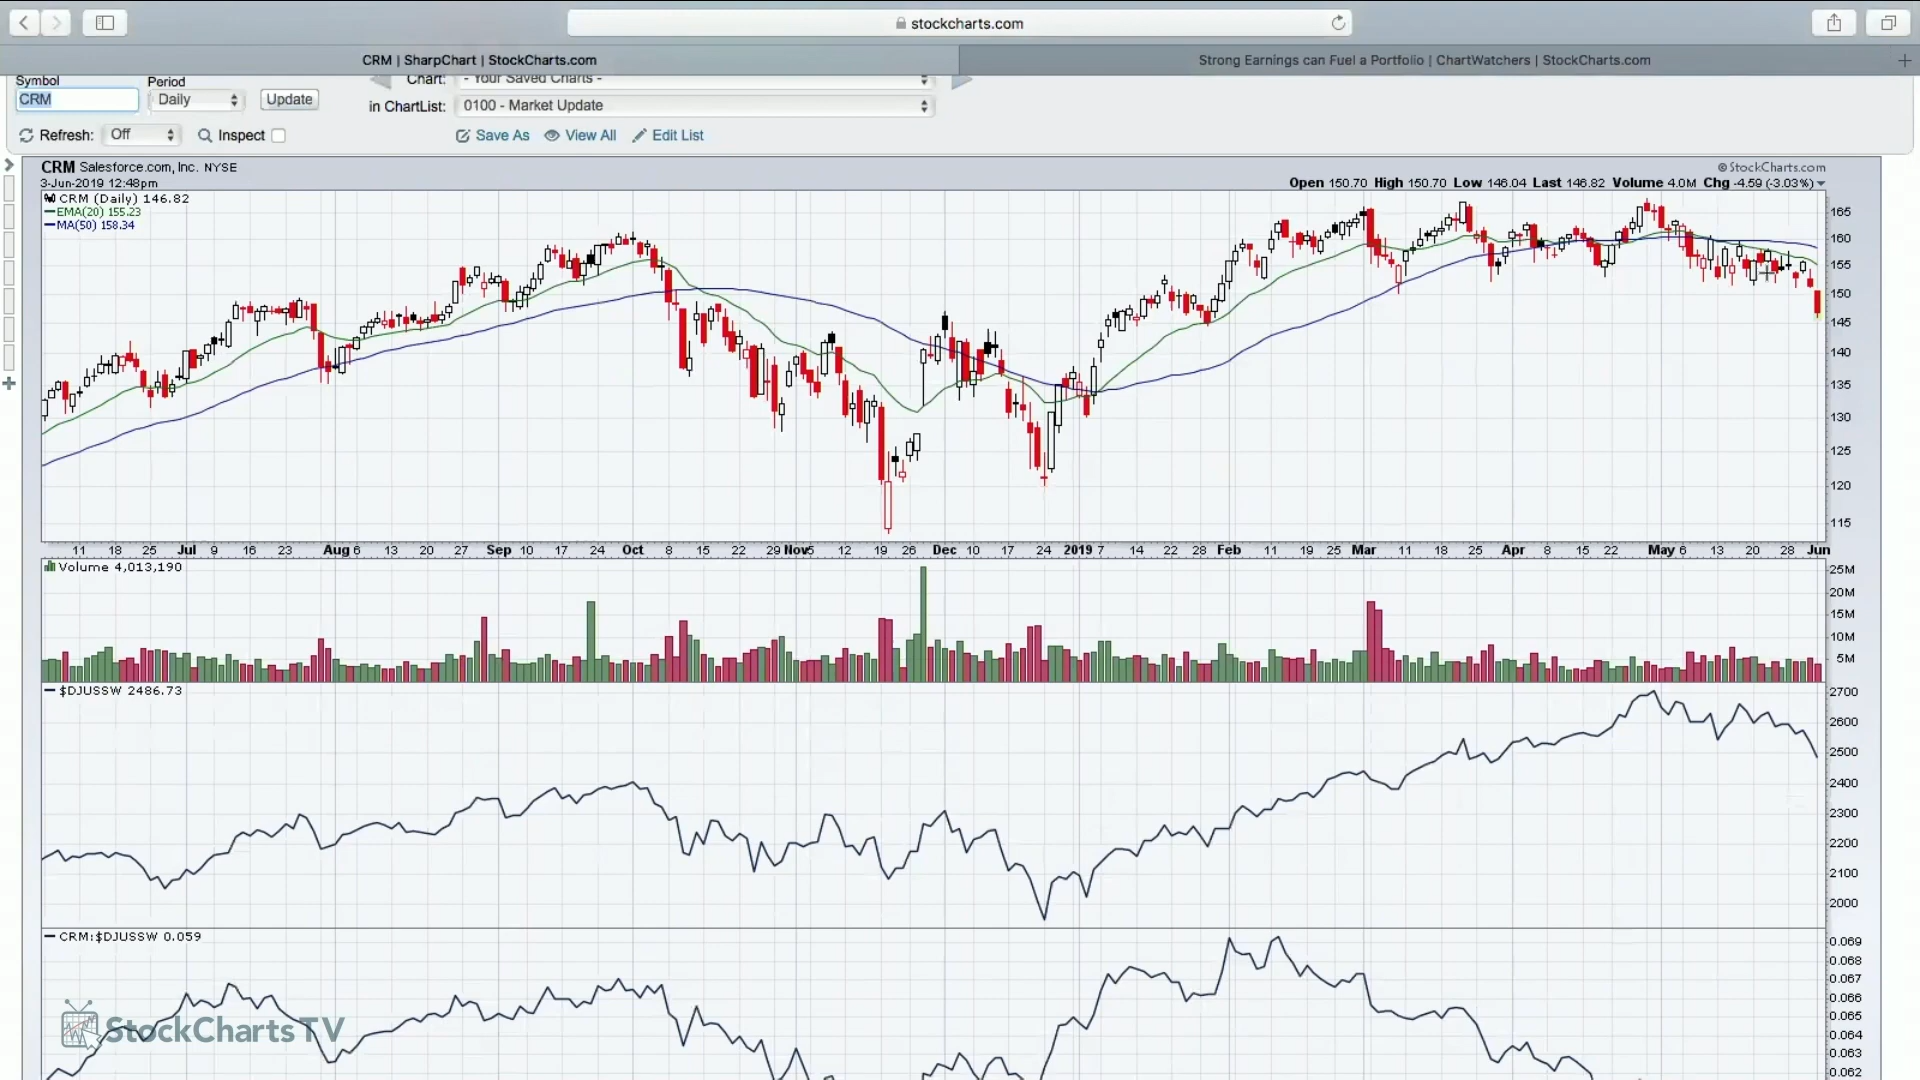 stockcharts.com
CRM | SharpChart | StockCharts.com
Strong Earnings can Fuel a Portfolio | ChartWatchers | StockCharts.com
Symbol
Period
Chart: - Your Saved Charts -
CRM
Daily
Update
in ChartList: 0100 - Market Update
Refresh: Off
Inspect
Save As
View All
Edit List
CRM Salesforce.com, Inc. NYSE
© StockCharts.com
3-Jun-2019 12:48pm
Open 150.70 High 150.70 Low 146.04 Last 146.82 Volume 4.0M Chg -4.59 (-3.03%)
CRM (Daily) 146.82
EMA(20) 155.23
MA(50) 158.34
165
160
155
150
145
140
135
130
125
120
115
11 18 25 Jul 9 16 23 Aug 6 13 20 27 Sep 10 17 24 Oct 8 15 22 29 Nov 5 12 19 26 Dec 10 17 24 2019 7 14 22 28 Feb 11 19 25 Mar 11 18 25 Apr 8 15 22 May 6 13 20 28 Jun
Volume 4,013,190
25M
20M
15M
10M
5M
$DJUSSW 2486.73
2700
2600
2500
2400
2300
2200
2100
2000
CRM:$DJUSSW 0.059
0.069
0.068
0.067
0.066
0.065
0.064
0.063
0.062
StockCharts TV